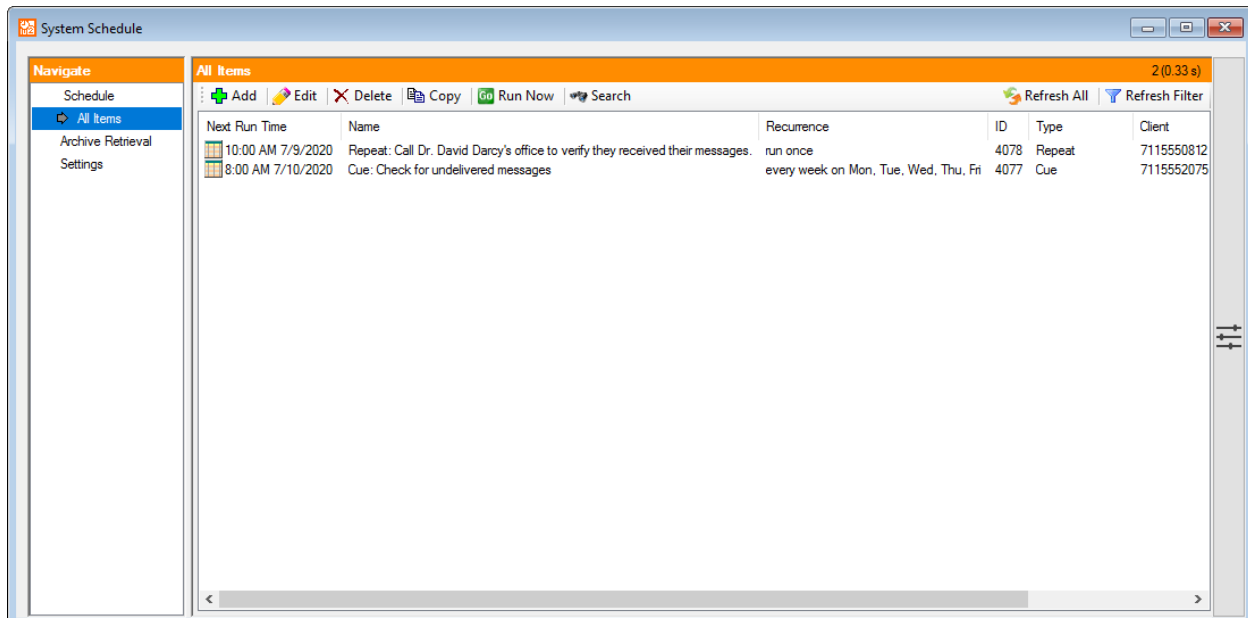 System Schedule
Navigate
Schedule
All Items
Archive Retrieval
Settings
All Items 2 (0.33 s)
Add Edit Delete Copy Go Run Now Search Refresh All Refresh Filter
Next Run Time Name Recurrence ID Type Client
10:00 AM 7/9/2020 Repeat: Call Dr. David Darcy's office to verify they received their messages. run once 4078 Repeat 7115550812
8:00 AM 7/10/2020 Cue: Check for undelivered messages every week on Mon, Tue, Wed, Thu, Fri 4077 Cue 7115552075